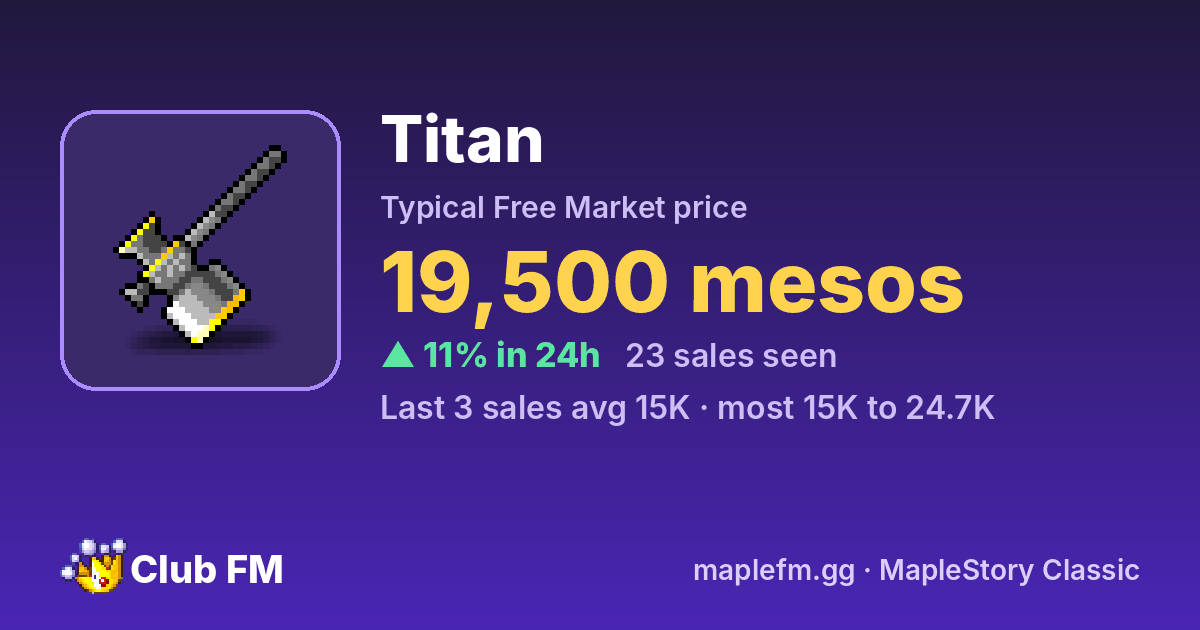 Titan
Typical Free Market price
19,500 mesos
▲ 11% in 24h 23 sales seen
Last 3 sales avg 15K · most 15K to 24.7K
Club FM
maplefm.gg · MapleStory Classic